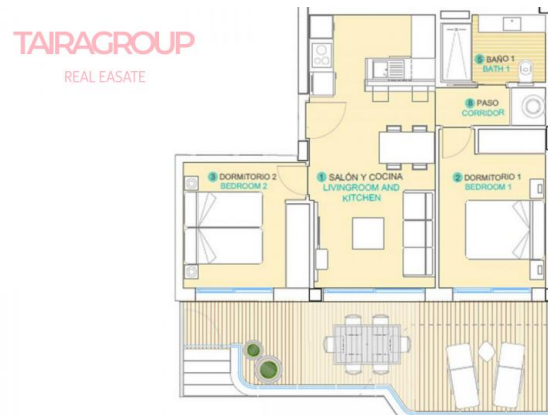 TAIRAGROUP
REAL EASATE
5 BAÑO 1
BATH 1
8 PASO
CORRIDOR
3 DORMITORIO 2
BEDROOM 2
1 SALÓN Y COCINA
LIVINGROOM AND
KITCHEN
2 DORMITORIO 1
BEDROOM 1